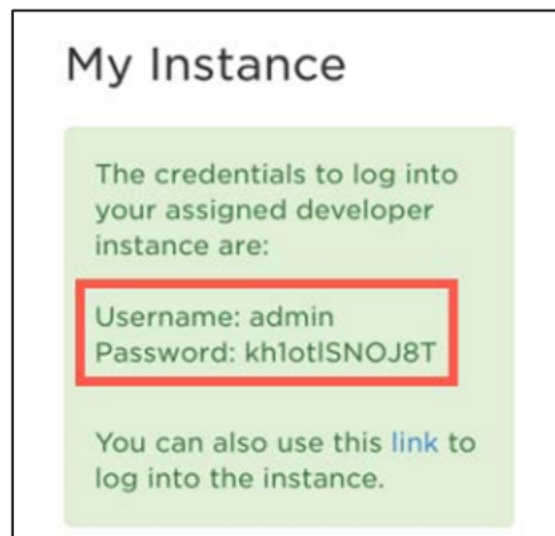 My Instance
The credentials to log into
your assigned developer
instance are:
Username: admin
Password: kh1otlSNOJ8T
You can also use this link to
log into the instance.